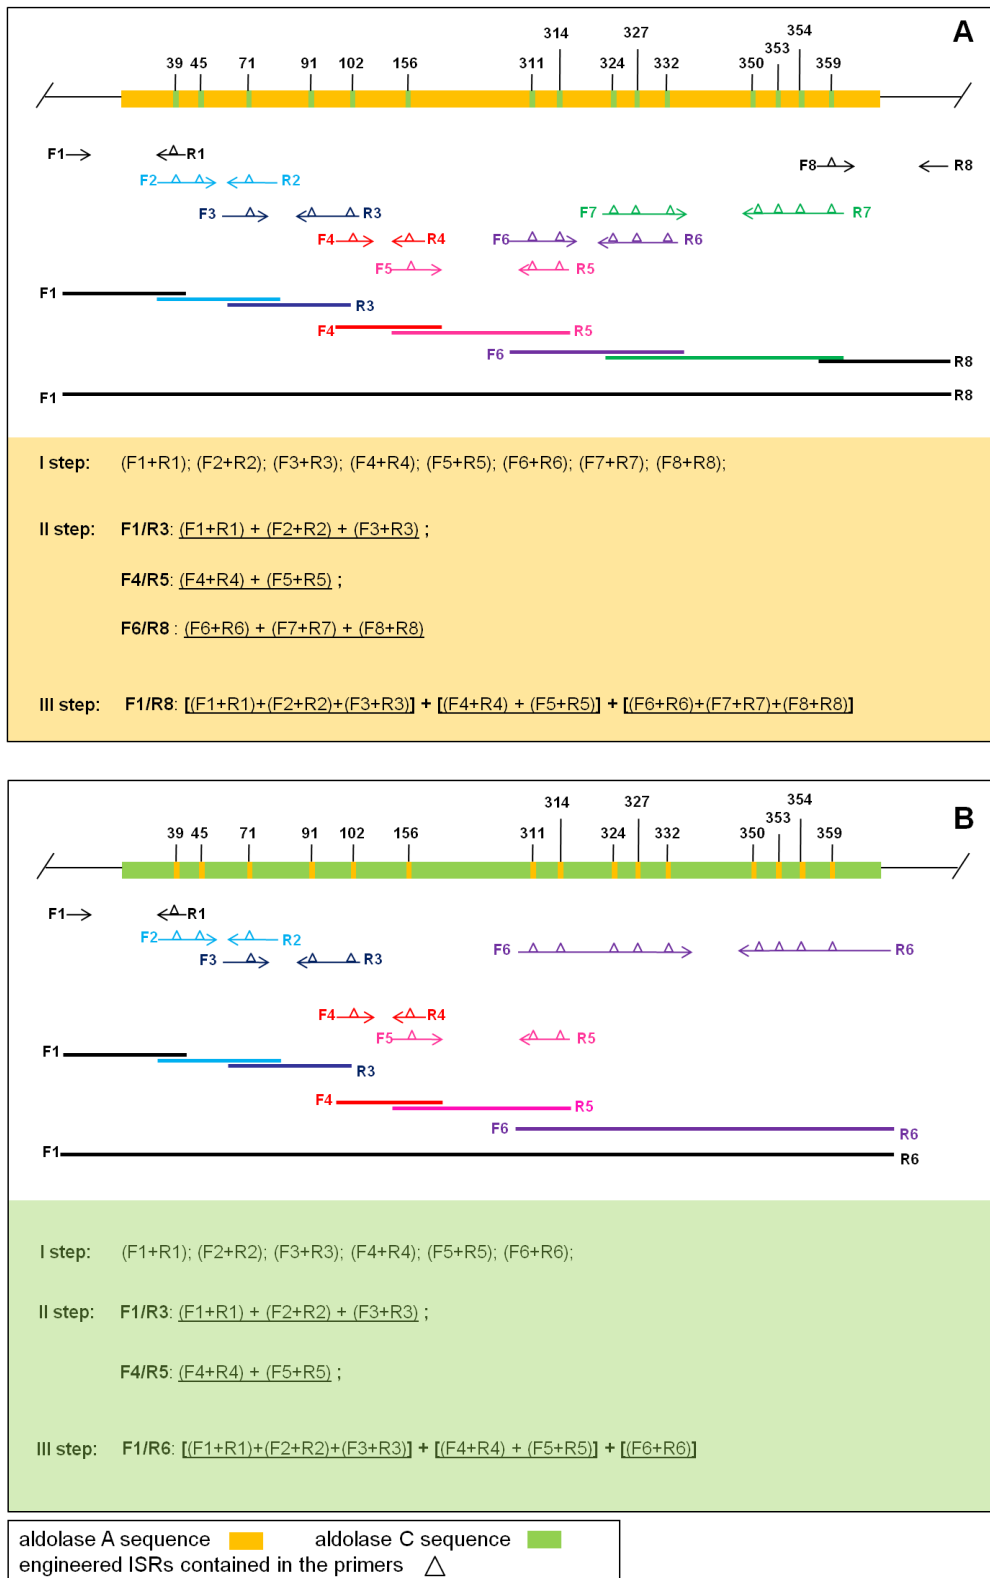 A
354
314 327 353
39 45 71 91 102 156 311 324 332 350 359
F1 R1 F8 R8
F2 R2
F3 R3 F7 R7
F4 R4 F6 R6
F5 R5
F1
R3
F4 R5
F6
R8
F1 R8
I step: (F1+R1); (F2+R2); (F3+R3); (F4+R4); (F5+R5); (F6+R6); (F7+R7); (F8+R8);
II step: F1/R3: (F1+R1) + (F2+R2) + (F3+R3) ;
F4/R5: (F4+R4) + (F5+R5) ;
F6/R8 : (F6+R6) + (F7+R7) + (F8+R8)
III step: F1/R8: [(F1+R1)+(F2+R2)+(F3+R3)] + [(F4+R4) + (F5+R5)] + [(F6+R6)+(F7+R7)+(F8+R8)]
B
354
314 327 353
39 45 71 91 102 156 311 324 332 350 359
F1 R1
F2 R2
F3 R3 F6 R6
F4 R4
F5 R5
F1
R3
F4 R5
F6 R6
F1 R6
I step: (F1+R1); (F2+R2); (F3+R3); (F4+R4); (F5+R5); (F6+R6);
II step: F1/R3: (F1+R1) + (F2+R2) + (F3+R3) ;
F4/R5: (F4+R4) + (F5+R5) ;
III step: F1/R6: [(F1+R1)+(F2+R2)+(F3+R3)] + [(F4+R4) + (F5+R5)] + [(F6+R6)]
aldolase A sequence aldolase C sequence
engineered ISRs contained in the primers